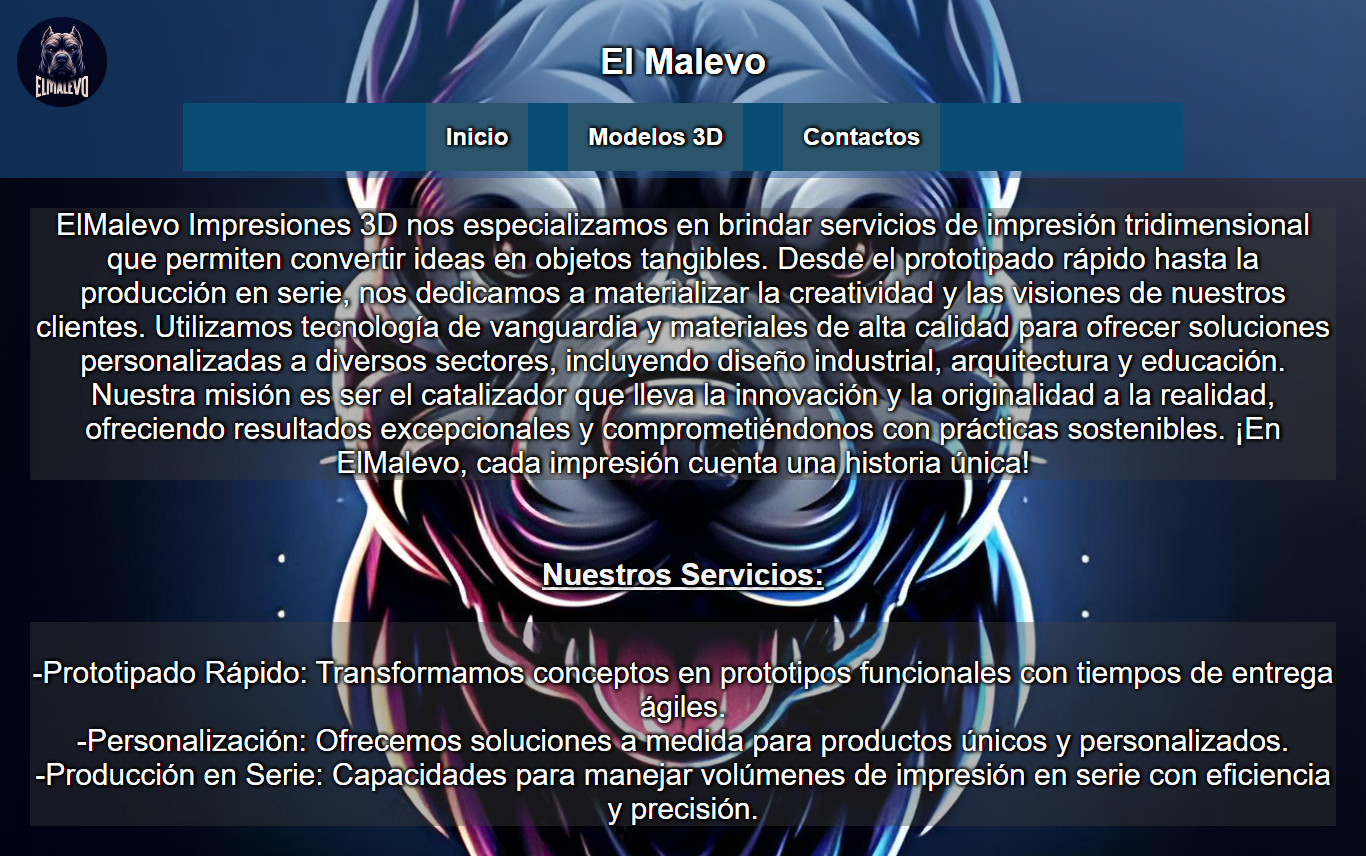 ELMALEVO
El Malevo
Inicio Modelos 3D Contactos
ElMalevo Impresiones 3D nos especializamos en brindar servicios de impresión tridimensional
que permiten convertir ideas en objetos tangibles. Desde el prototipado rápido hasta la
producción en serie, nos dedicamos a materializar la creatividad y las visiones de nuestros
clientes. Utilizamos tecnología de vanguardia y materiales de alta calidad para ofrecer soluciones
personalizadas a diversos sectores, incluyendo diseño industrial, arquitectura y educación.
Nuestra misión es ser el catalizador que lleva la innovación y la originalidad a la realidad,
ofreciendo resultados excepcionales y comprometiéndonos con prácticas sostenibles. ¡En
ElMalevo, cada impresión cuenta una historia única!
Nuestros Servicios:
-Prototipado Rápido: Transformamos conceptos en prototipos funcionales con tiempos de entrega
ágiles.
-Personalización: Ofrecemos soluciones a medida para productos únicos y personalizados.
-Producción en Serie: Capacidades para manejar volúmenes de impresión en serie con eficiencia
y precisión.